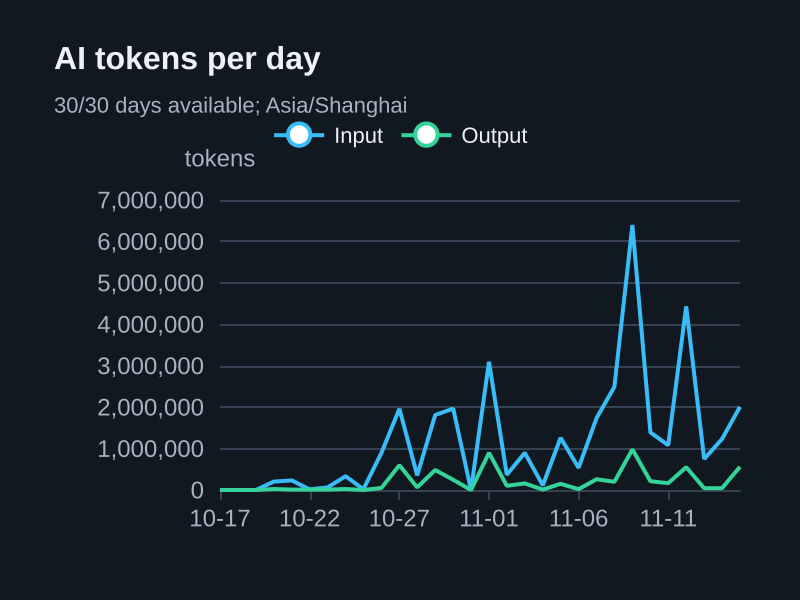 AI tokens per day
30/30 days available; Asia/Shanghai
Input Output
tokens
7,000,000
6,000,000
5,000,000
4,000,000
3,000,000
2,000,000
1,000,000
0
10-17 10-22 10-27 11-01 11-06 11-11